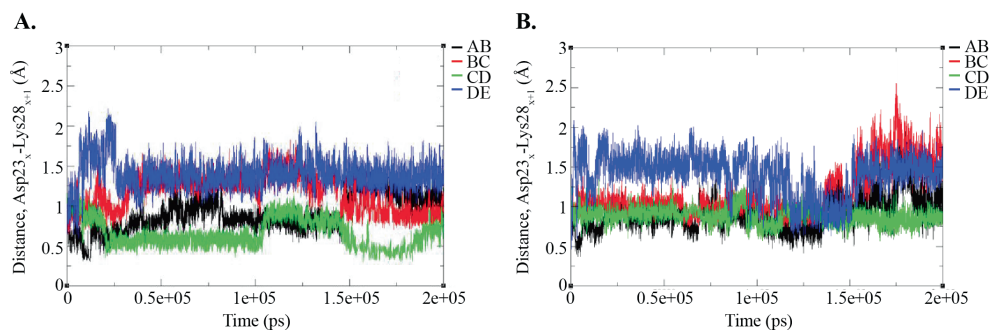 A.
Distance, Asp23x-Lys28x+1 (Å)
3
2.5
2
1.5
1
0.5
0
0
0.5e+05
1e+05
1.5e+05
2e+05
Time (ps)
AB
BC
CD
DE
B.
Distance, Asp23x-Lys28x+1 (Å)
3
2.5
2
1.5
1
0.5
0
0
0.5e+05
1e+05
1.5e+05
2e+05
Time (ps)
AB
BC
CD
DE